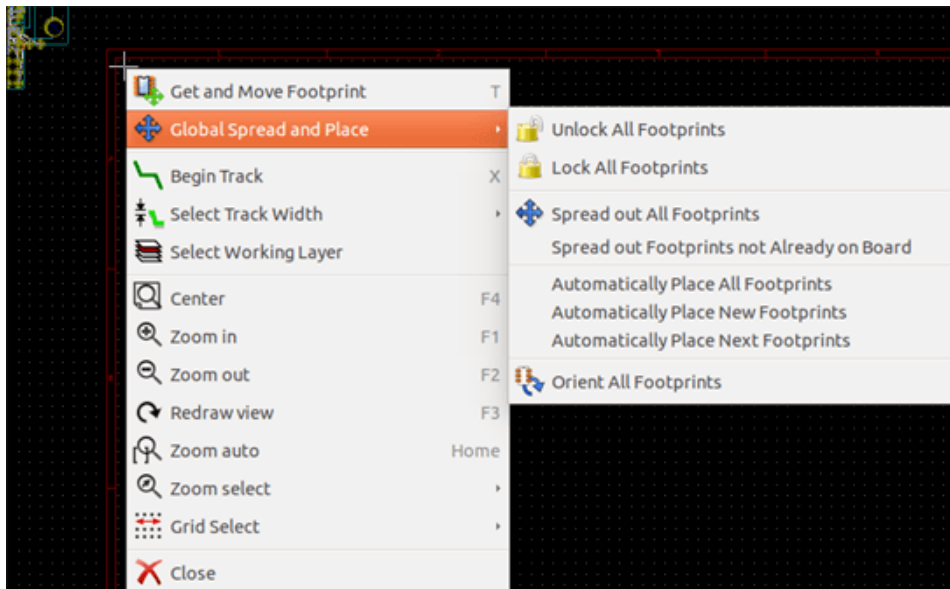 Get and Move Footprint T
Global Spread and Place
Begin Track X
Select Track Width
Select Working Layer
Center F4
Zoom in F1
Zoom out F2
Redraw view F3
Zoom auto Home
Zoom select
Grid Select
Close
Unlock All Footprints
Lock All Footprints
Spread out All Footprints
Spread out Footprints not Already on Board
Automatically Place All Footprints
Automatically Place New Footprints
Automatically Place Next Footprints
Orient All Footprints